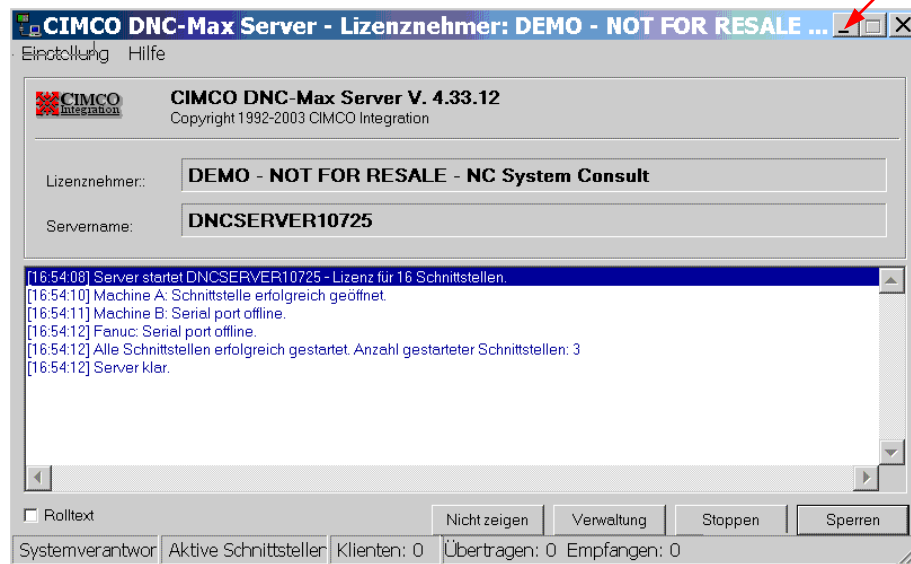 CIMCO DNC-Max Server - Lizenznehmer: DEMO - NOT FOR RESALE ...
Einstellung Hilfe
CIMCO Integration
CIMCO DNC-Max Server V. 4.33.12
Copyright 1992-2003 CIMCO Integration
Lizenznehmer::
DEMO - NOT FOR RESALE - NC System Consult
Servername:
DNCSERVER10725
[16:54:08] Server startet DNCSERVER10725 - Lizenz für 16 Schnittstellen.
[16:54:10] Machine A: Schnittstelle erfolgreich geöffnet.
[16:54:11] Machine B: Serial port offline.
[16:54:12] Fanuc: Serial port offline.
[16:54:12] Alle Schnittstellen erfolgreich gestartet. Anzahl gestarteter Schnittstellen: 3
[16:54:12] Server klar.
Rolltext
Nicht zeigen Verwaltung Stoppen Sperren
Systemverantwor Aktive Schnittsteller Klienten: 0 Übertragen: 0 Empfangen: 0